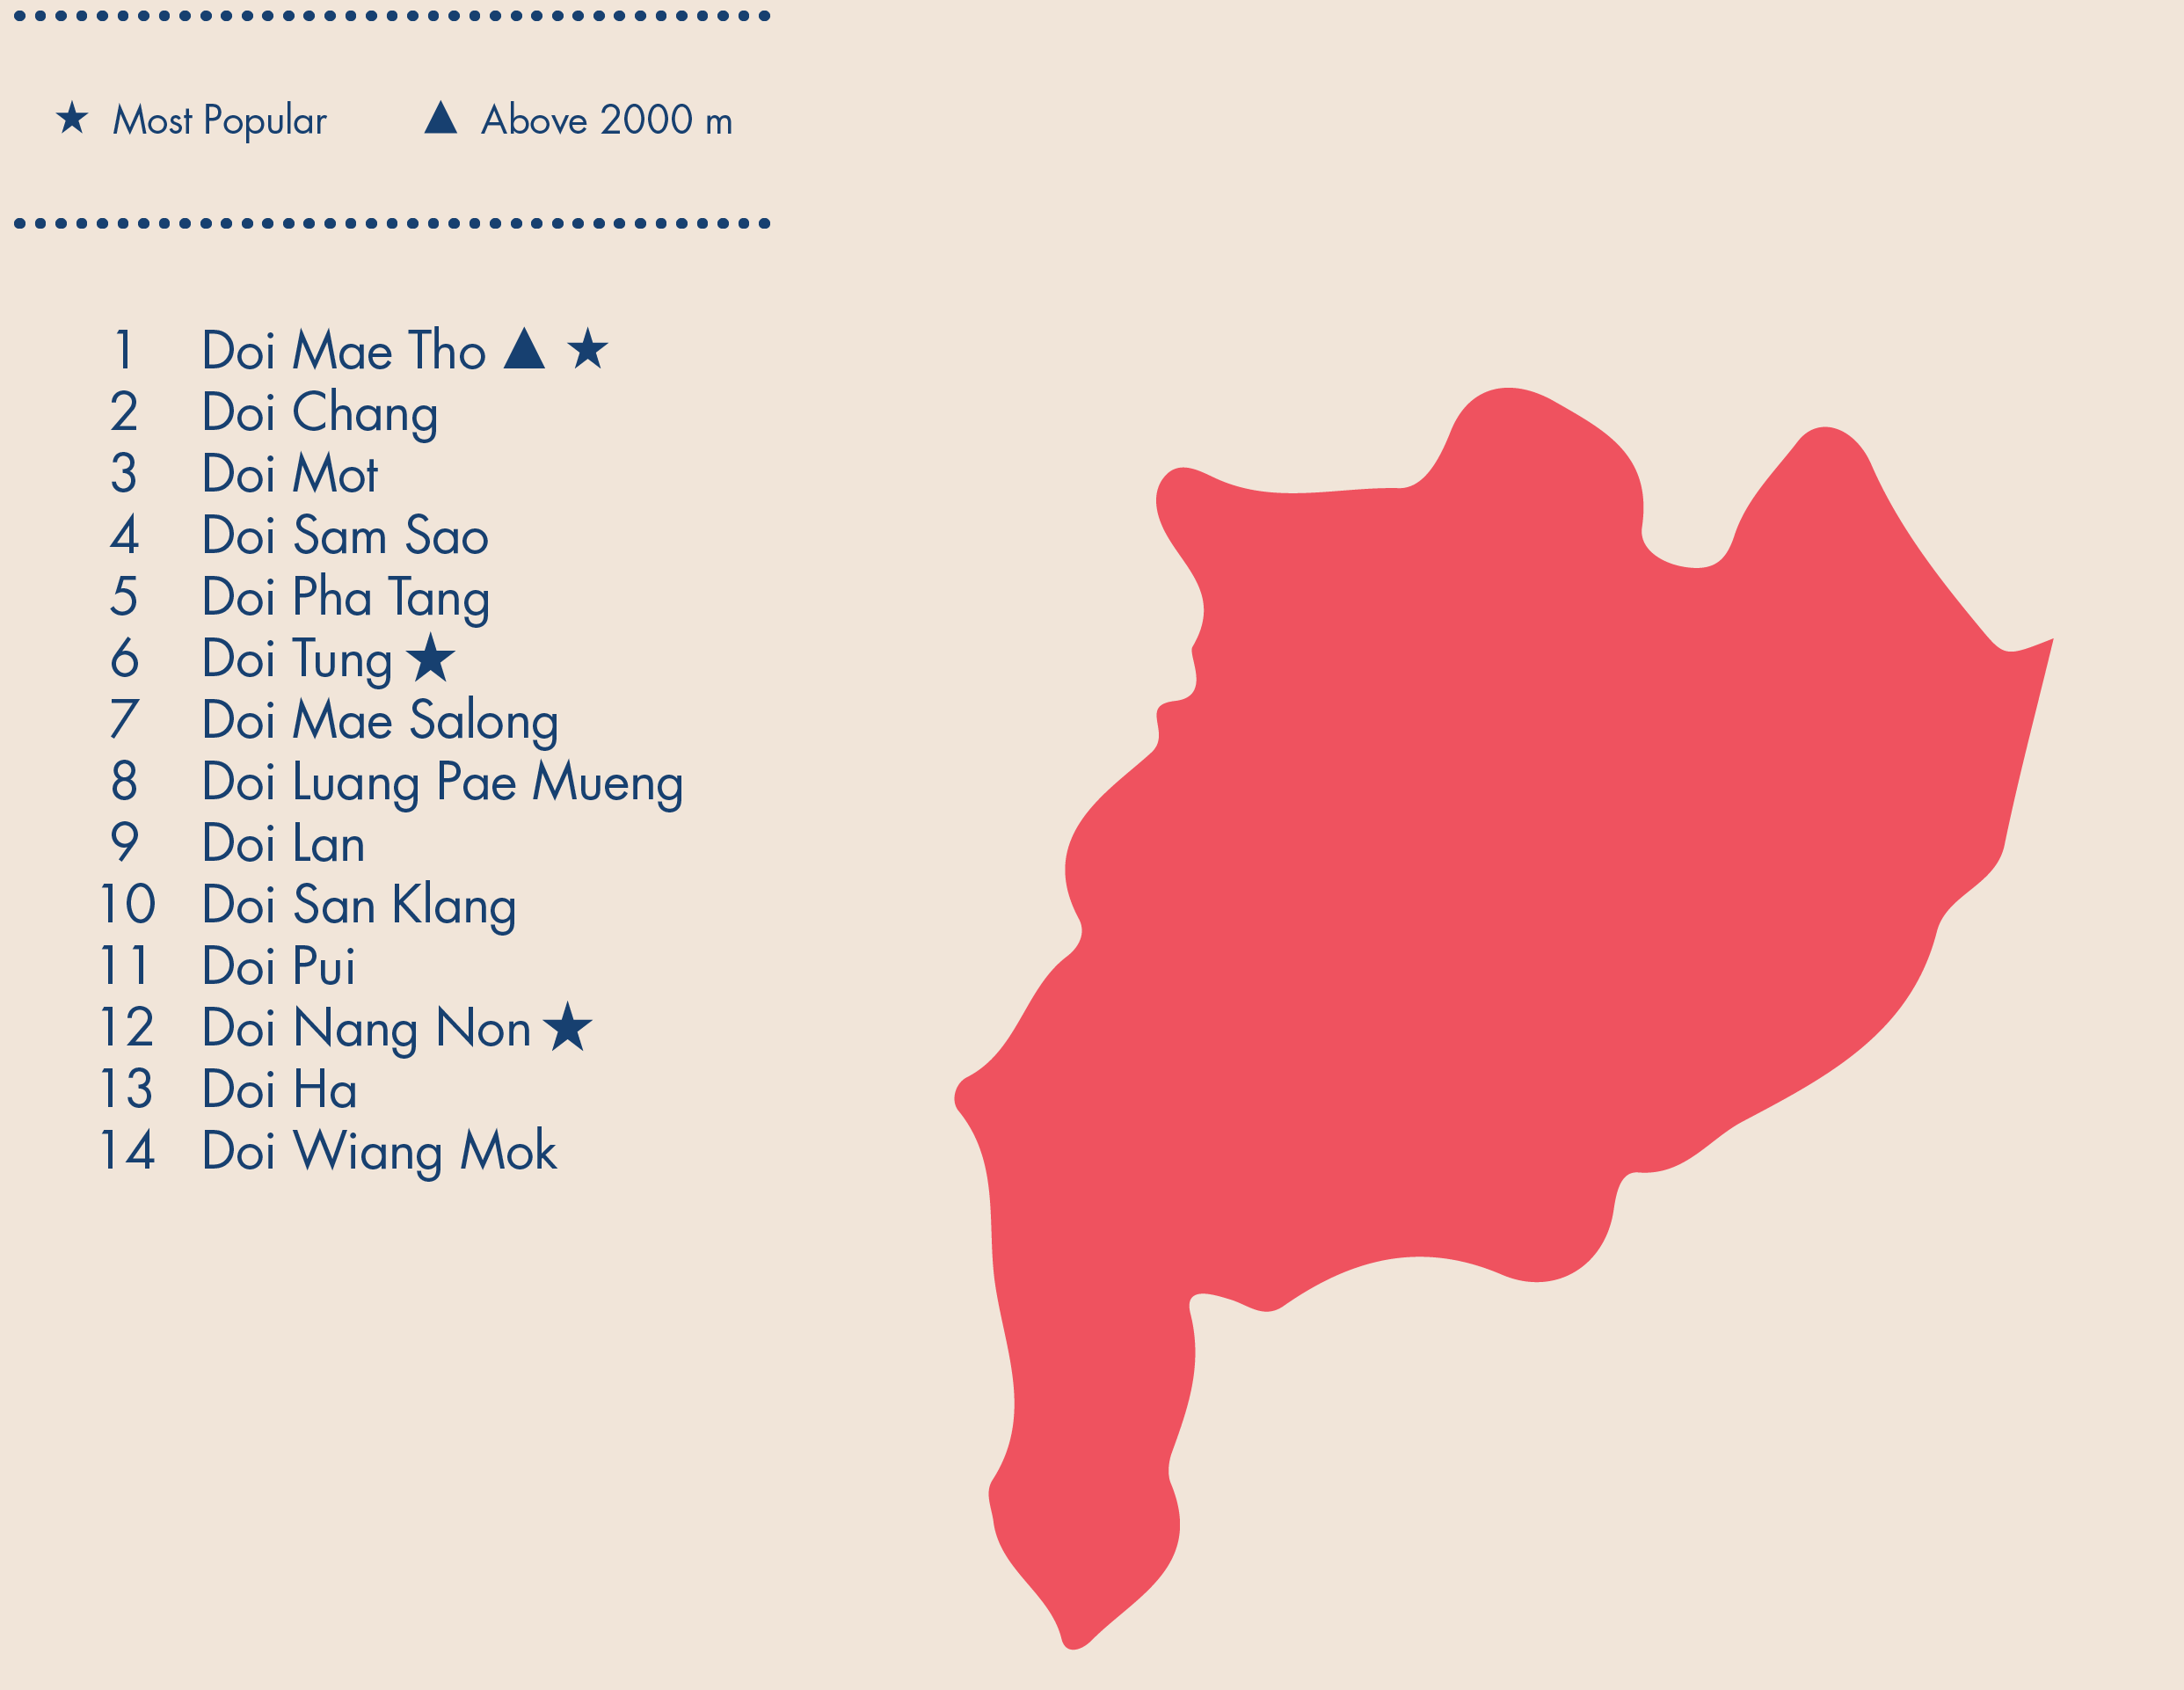 ★ Most Popular ▲ Above 2000 m
1 Doi Mae Tho ▲ ★
2 Doi Chang
3 Doi Mot
4 Doi Sam Sao
5 Doi Pha Tang
6 Doi Tung ★
7 Doi Mae Salong
8 Doi Luang Pae Mueng
9 Doi Lan
10 Doi San Klang
11 Doi Pui
12 Doi Nang Non ★
13 Doi Ha
14 Doi Wiang Mok